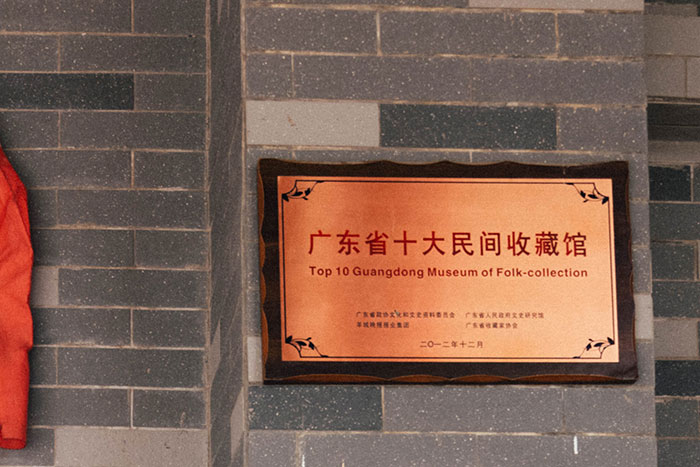 广东省十大民间收藏馆
Top 10 Guangdong Museum of Folk-collection
广东省政协文化和文史资料委员会 广东省人民政府文史研究馆
羊城晚报报业集团 广东省收藏家协会
二〇一二年十二月